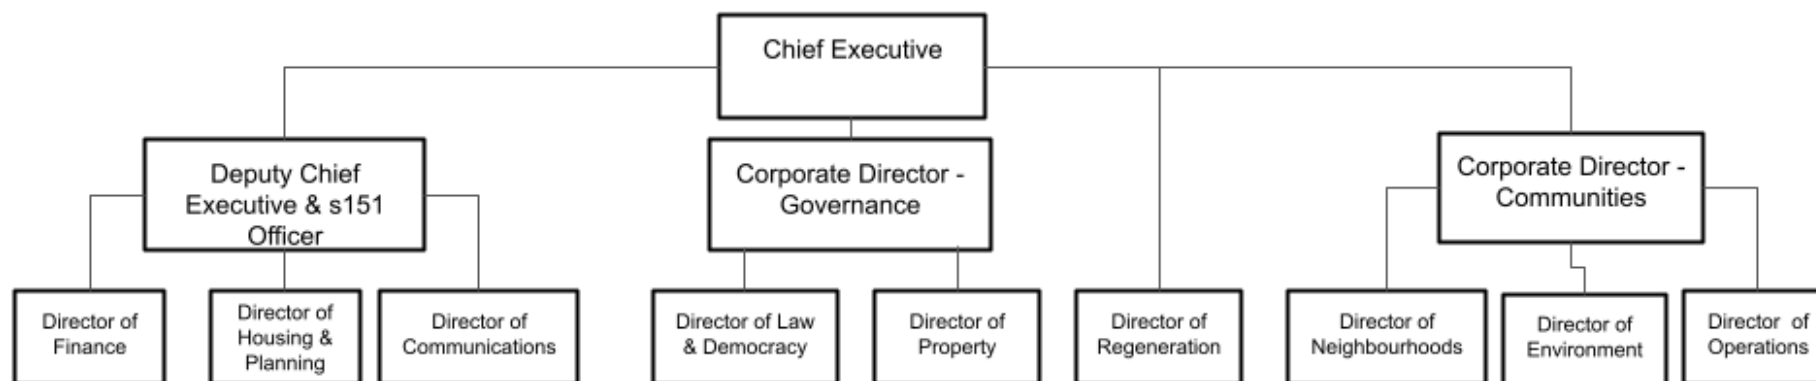 Chief Executive
Deputy Chief
Executive & s151
Officer
Corporate Director -
Governance
Corporate Director -
Communities
Director of
Finance
Director of
Housing &
Planning
Director of
Communications
Director of Law
& Democracy
Director of
Property
Director of
Regeneration
Director of
Neighbourhoods
Director of
Environment
Director of
Operations